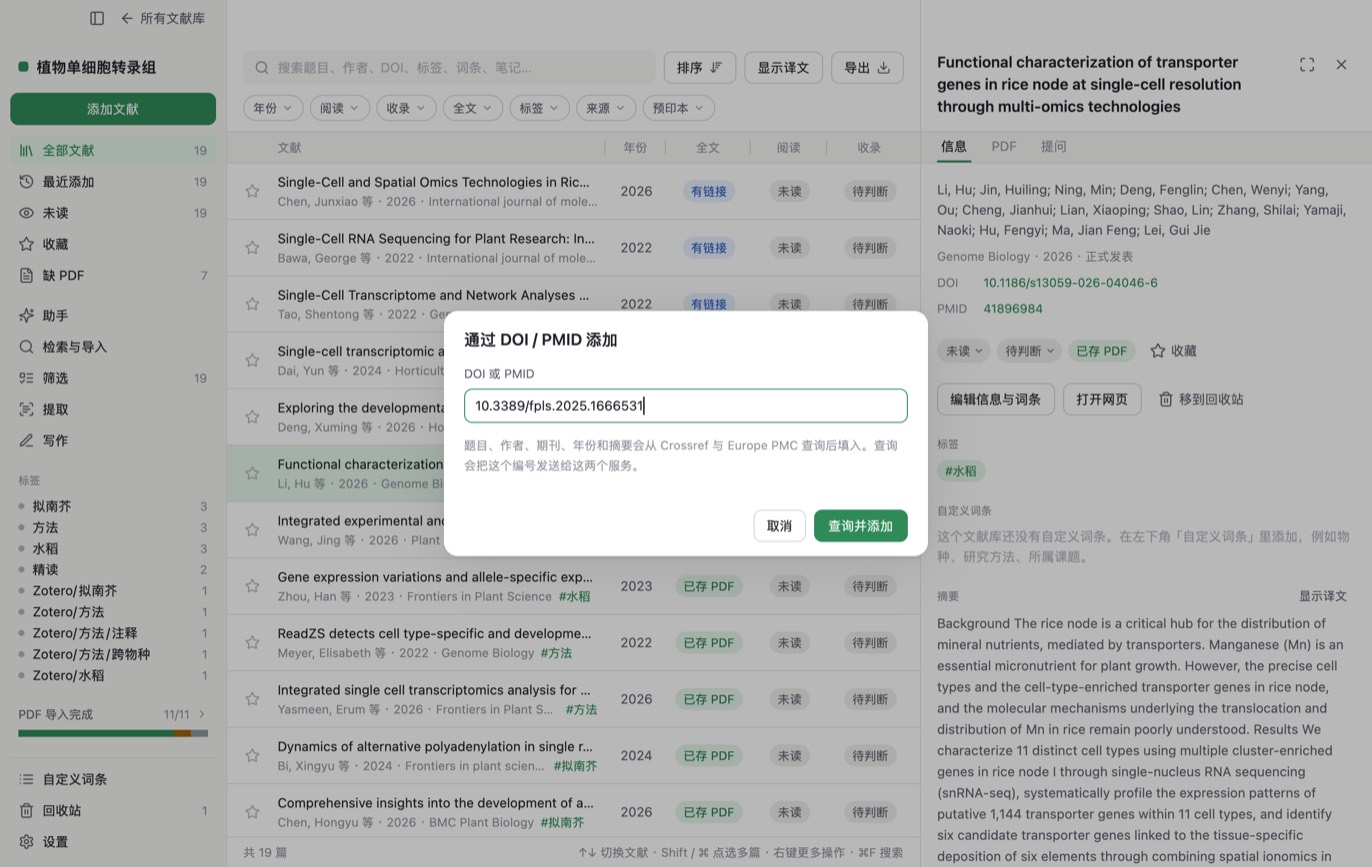 所有文献库
植物单细胞转录组
添加文献
全部文献 19
最近添加 19
未读 19
收藏
缺 PDF 7
助手
检索与导入
筛选 19
提取
写作
标签
拟南芥 3
方法 3
水稻 3
精读 2
Zotero/拟南芥 1
Zotero/方法 1
Zotero/方法/注释 1
Zotero/方法/跨物种 1
Zotero/水稻 1
PDF 导入完成 11/11
自定义词条
回收站 1
设置
搜索题目、作者、DOI、标签、词条、笔记...
排序
显示译文
导出
年份 阅读 收录 全文 标签 来源 预印本
文献 年份 全文 阅读 收录
Single-Cell and Spatial Omics Technologies in Ric... 2026 有链接 未读 待判断
Chen, Junxiao 等 · 2026 · International journal of mole...
Single-Cell RNA Sequencing for Plant Research: In... 2022 有链接 未读 待判断
Bawa, George 等 · 2022 · International journal of mole...
Single-Cell Transcriptome and Network Analyses ... 2022 有链接 未读 待判断
Tao, Shentong 等 · 2022 · Ge
Single-cell transcriptomic a
Dai, Yun 等 · 2024 · Horticult
Exploring the developmenta
Deng, Xuming 等 · 2026 · Ho
Functional characterization
Li, Hu 等 · 2026 · Genome Bi
Integrated experimental and
Wang, Jing 等 · 2026 · Plant
Gene expression variations and allele-specific exp... 2023 已存 PDF 未读 待判断
Zhou, Han 等 · 2023 · Frontiers in Plant Science #水稻
ReadZS detects cell type-specific and developme... 2022 已存 PDF 未读 待判断
Meyer, Elisabeth 等 · 2022 · Genome Biology #方法
Integrated single cell transcriptomics analysis for ... 2026 已存 PDF 未读 待判断
Yasmeen, Erum 等 · 2026 · Frontiers in Plant S... #方法
Dynamics of alternative polyadenylation in single r... 2024 已存 PDF 未读 待判断
Bi, Xingyu 等 · 2024 · Frontiers in plant scien... #拟南芥
Comprehensive insights into the development of a... 2026 已存 PDF 未读 待判断
Chen, Hongyu 等 · 2026 · BMC Plant Biology #拟南芥
共 19 篇 ↑↓ 切换文献 · Shift / ⌘ 点选多篇 · 右键更多操作 · ⌘F 搜索
通过 DOI / PMID 添加
DOI 或 PMID
10.3389/fpls.2025.1666531
题目、作者、期刊、年份和摘要会从 Crossref 与 Europe PMC 查询后填入。查询
会把这个编号发送给这两个服务。
取消 查询并添加
Functional characterization of transporter
genes in rice node at single-cell resolution
through multi-omics technologies
信息 PDF 提问
Li, Hu; Jin, Huiling; Ning, Min; Deng, Fenglin; Chen, Wenyi; Yang,
Ou; Cheng, Jianhui; Lian, Xiaoping; Shao, Lin; Zhang, Shilai; Yamaji,
Naoki; Hu, Fengyi; Ma, Jian Feng; Lei, Gui Jie
Genome Biology · 2026 · 正式发表
DOI 10.1186/s13059-026-04046-6
PMID 41896984
未读 待判断 已存 PDF 收藏
编辑信息与词条 打开网页 移到回收站
标签
#水稻
自定义词条
这个文献库还没有自定义词条。在左下角「自定义词条」里添加，例如物
种、研究方法、所属课题。
摘要 显示译文
Background The rice node is a critical hub for the distribution of
mineral nutrients, mediated by transporters. Manganese (Mn) is an
essential micronutrient for plant growth. However, the precise cell
types and the cell-type-enriched transporter genes in rice node,
and the molecular mechanisms underlying the translocation and
distribution of Mn in rice remain poorly understood. Results We
characterize 11 distinct cell types using multiple cluster-enriched
genes in rice node I through single-nucleus RNA sequencing
(snRNA-seq), systematically profile the expression patterns of
putative 1,144 transporter genes within 11 cell types, and identify
six candidate transporter genes linked to the tissue-specific
deposition of six elements through combining spatial ionomics in